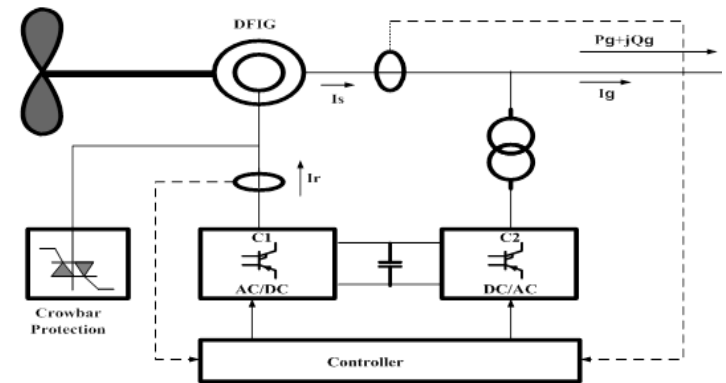 DFIG
Pg+jQg
Is
Ig
Ir
C1
AC/DC
C2
DC/AC
Crowbar
Protection
Controller